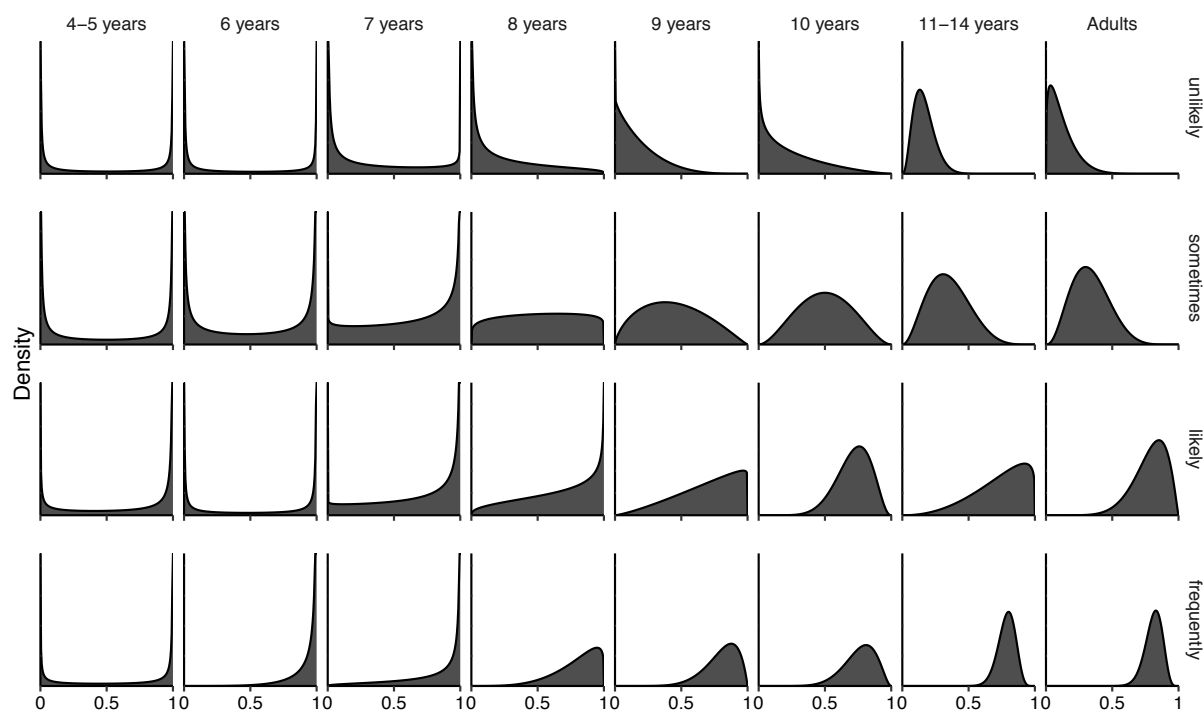 4–5 years 6 years 7 years 8 years 9 years 10 years 11–14 years Adults
unlikely
sometimes
Density
likely
frequently
0 0.5 10 0.5 10 0.5 10 0.5 10 0.5 10 0.5 10 0.5 10 0.5 1